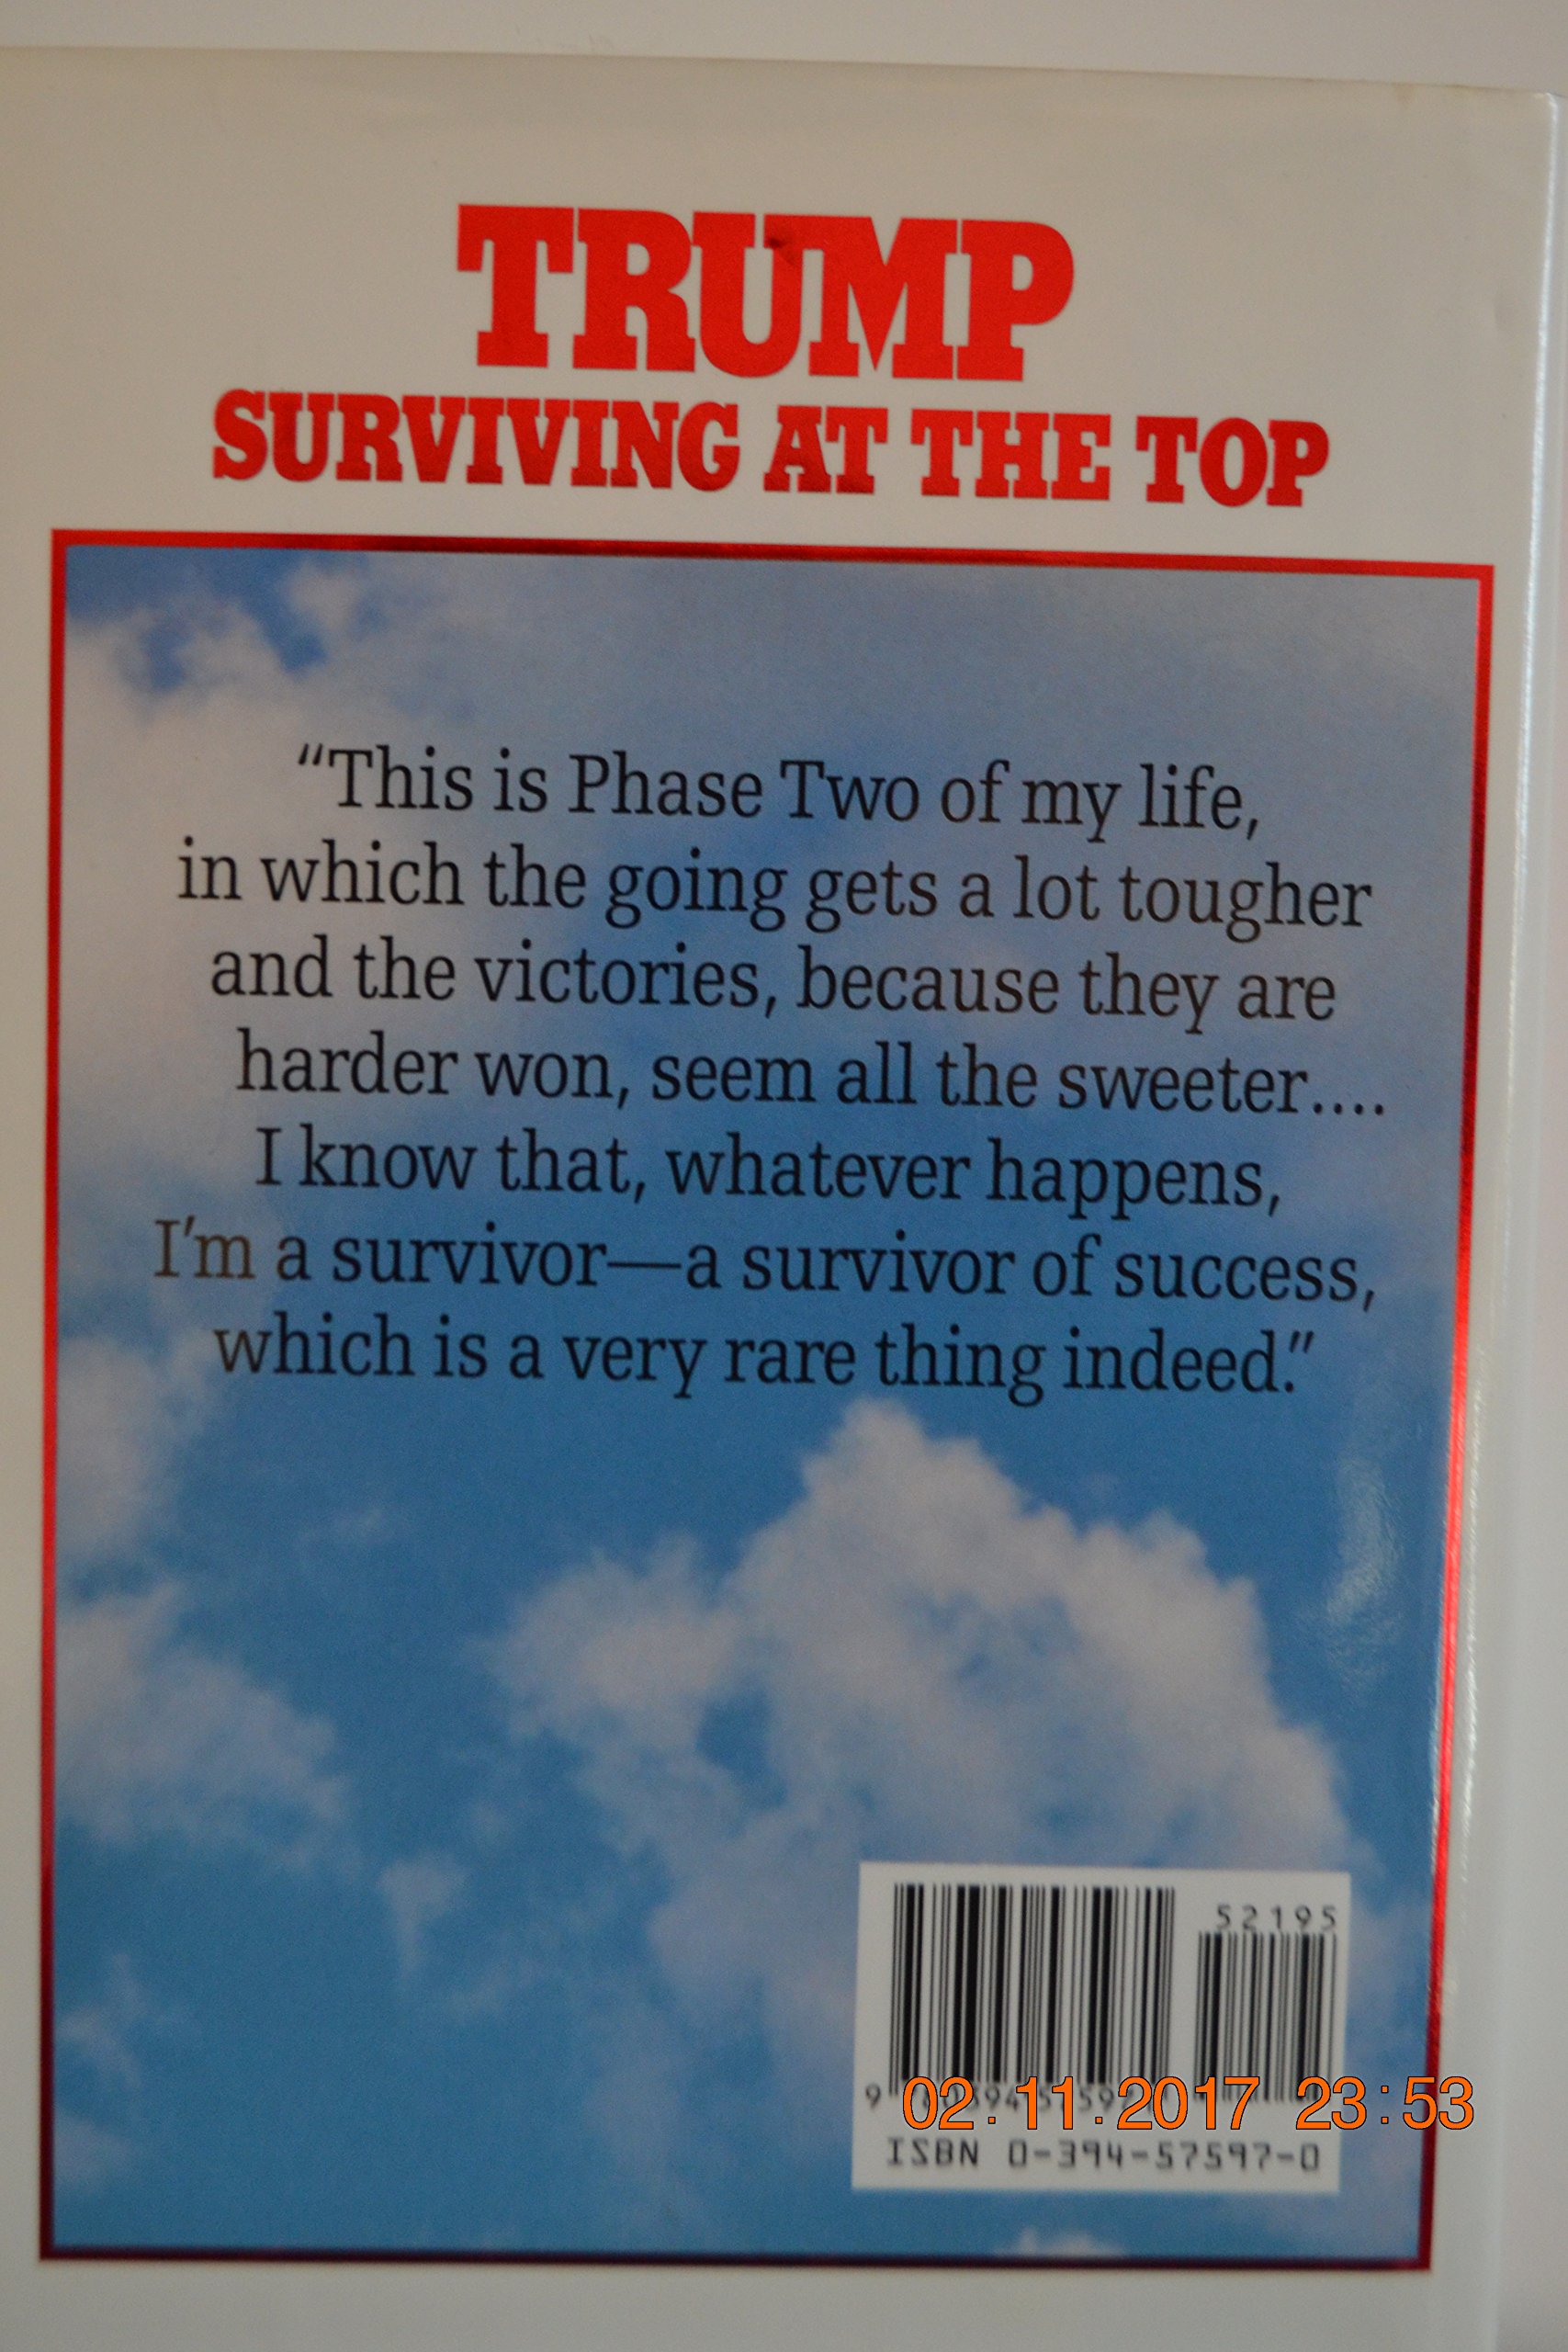 TRUMP
SURVIVING AT THE TOP
“This is Phase Two of my life,
in which the going gets a lot tougher
and the victories, because they are
harder won, seem all the sweeter....
I know that, whatever happens,
I’m a survivor—a survivor of success,
which is a very rare thing indeed.”
52195
9
02.11.2017 23:53
ISBN 0-394-57597-0